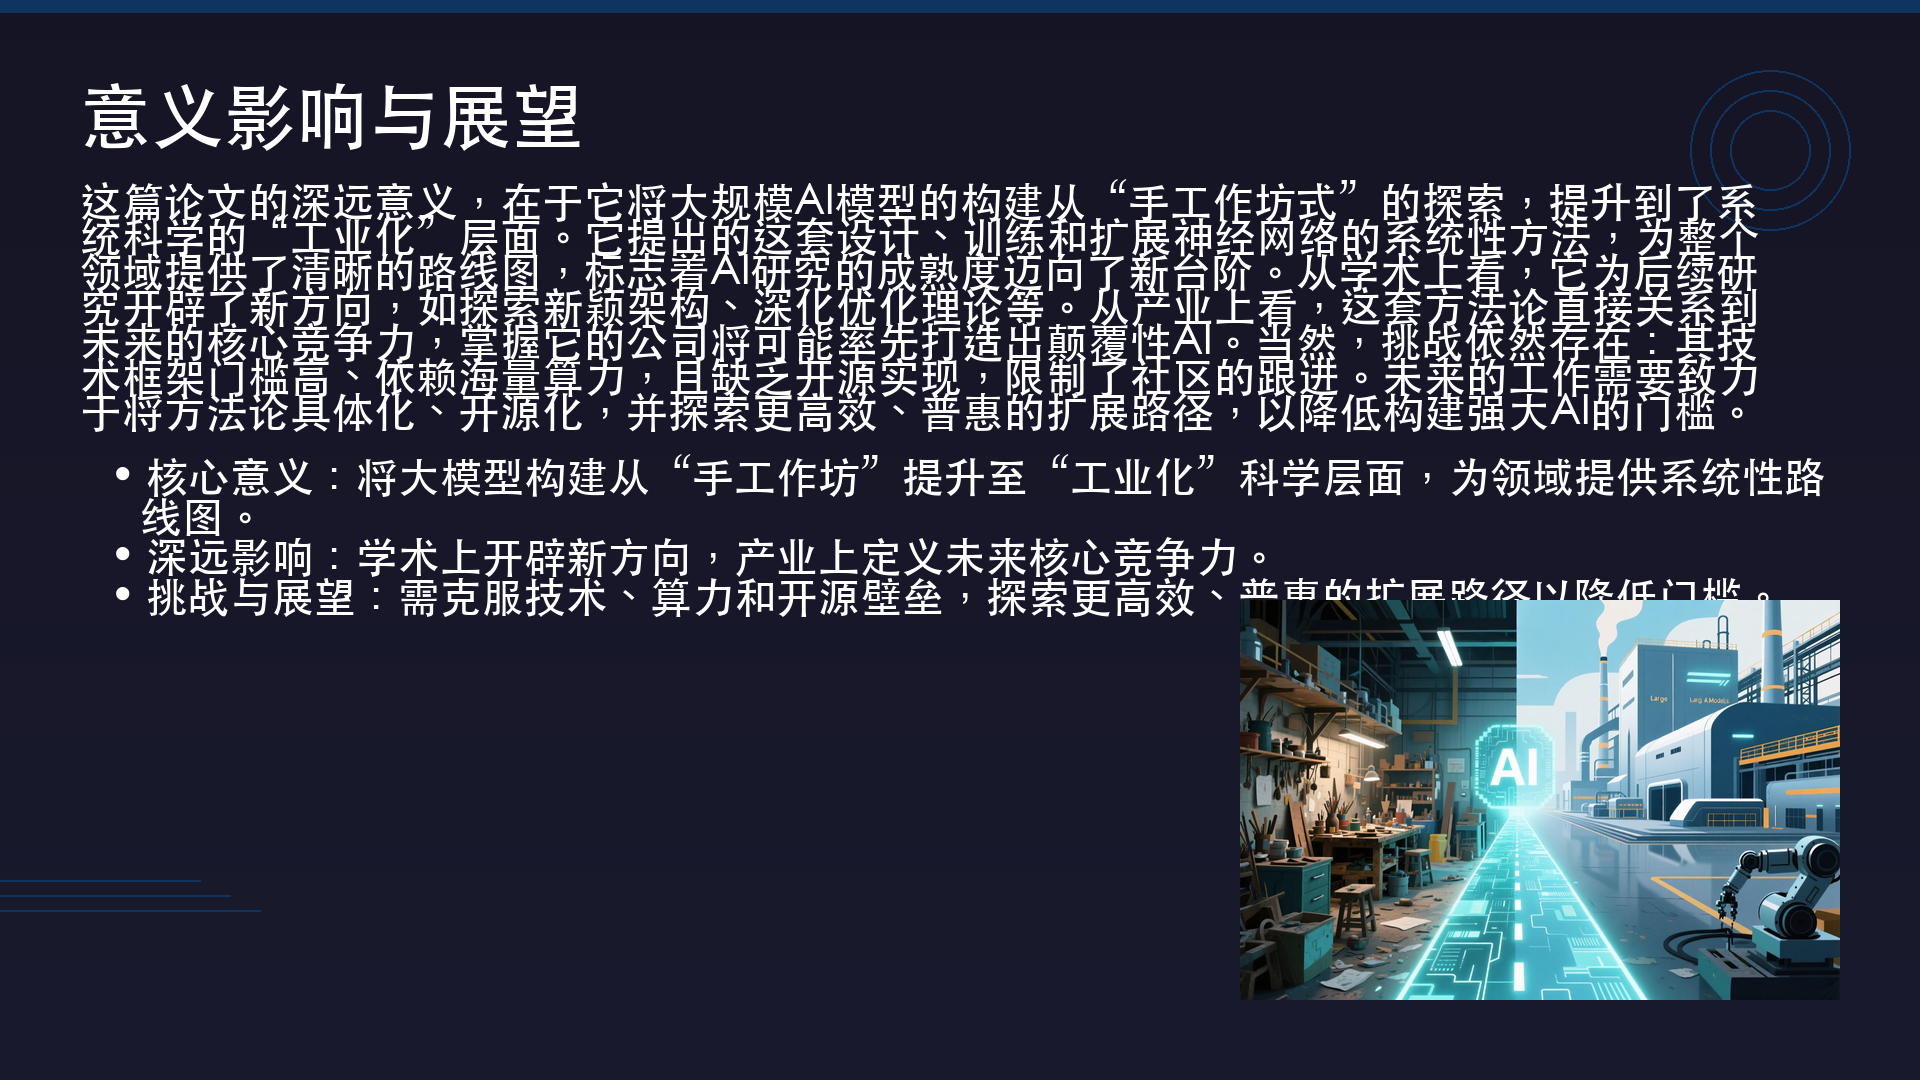 意义影响与展望
这篇论文的深远意义，在于它将大规模AI模型的构建从“手工作坊式”的探索，提升到了系
统科学的“工业化”层面。它提出的这套设计、训练和扩展神经网络的系统性方法，为整个
领域提供了清晰的路线图，标志着AI研究的成熟度迈向了新台阶。从学术上看，它为后续研
究开辟了新方向，如探索新颖架构、深化优化理论等。从产业上看，这套方法论直接关系到
未来的核心竞争力，掌握它的公司将可能率先打造出颠覆性AI。当然，挑战依然存在：其技
术框架门槛高、依赖海量算力，且缺乏开源实现，限制了社区的跟进。未来的工作需要致力
于将方法论具体化、开源化，并探索更高效、普惠的扩展路径，以降低构建强大AI的门槛。
• 核心意义：将大模型构建从“手工作坊”提升至“工业化”科学层面，为领域提供系统性路
线图。
• 深远影响：学术上开辟新方向，产业上定义未来核心竞争力。
• 挑战与展望：需克服技术、算力和开源壁垒，探索更高效、普惠的扩展路径以降低门槛。
Large
Larg A Models
AI